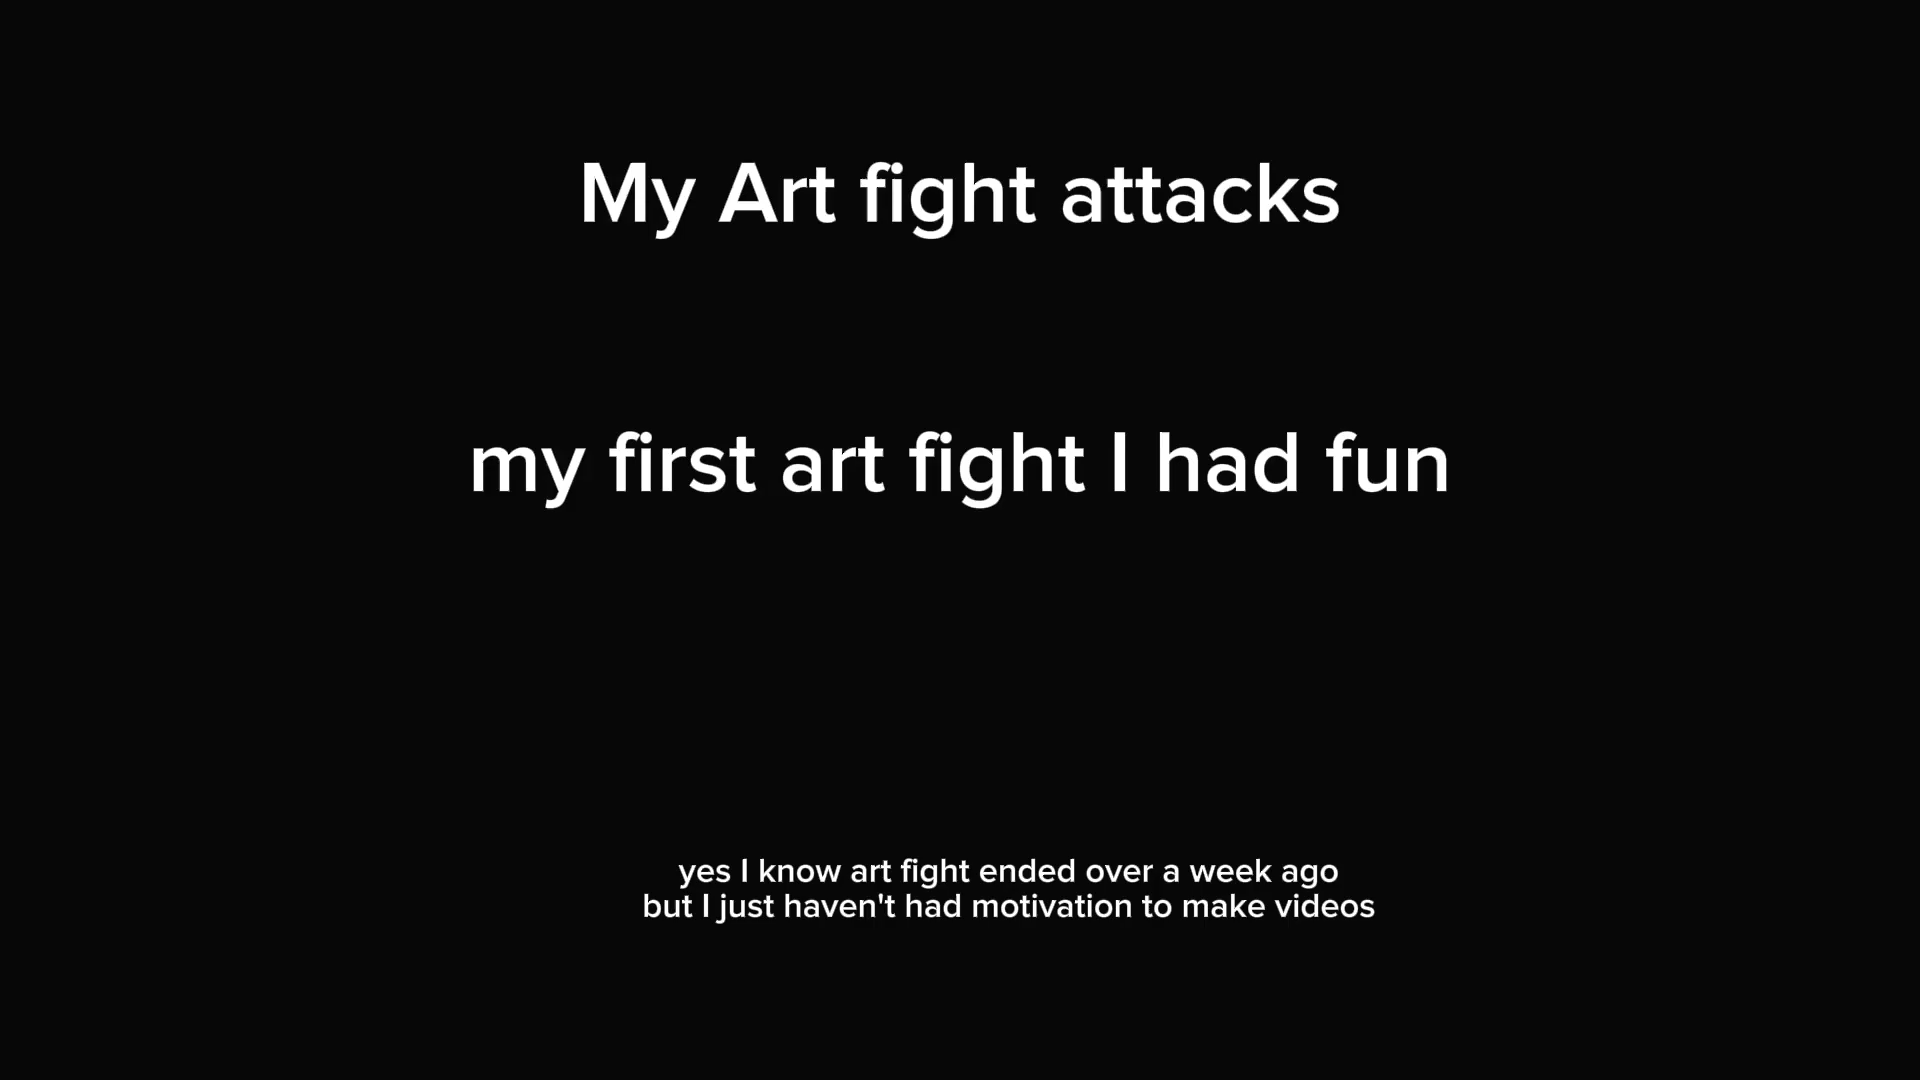 My Art fight attacks
my first art fight I had fun
yes I know art fight ended over a week ago
but I just haven't had motivation to make videos